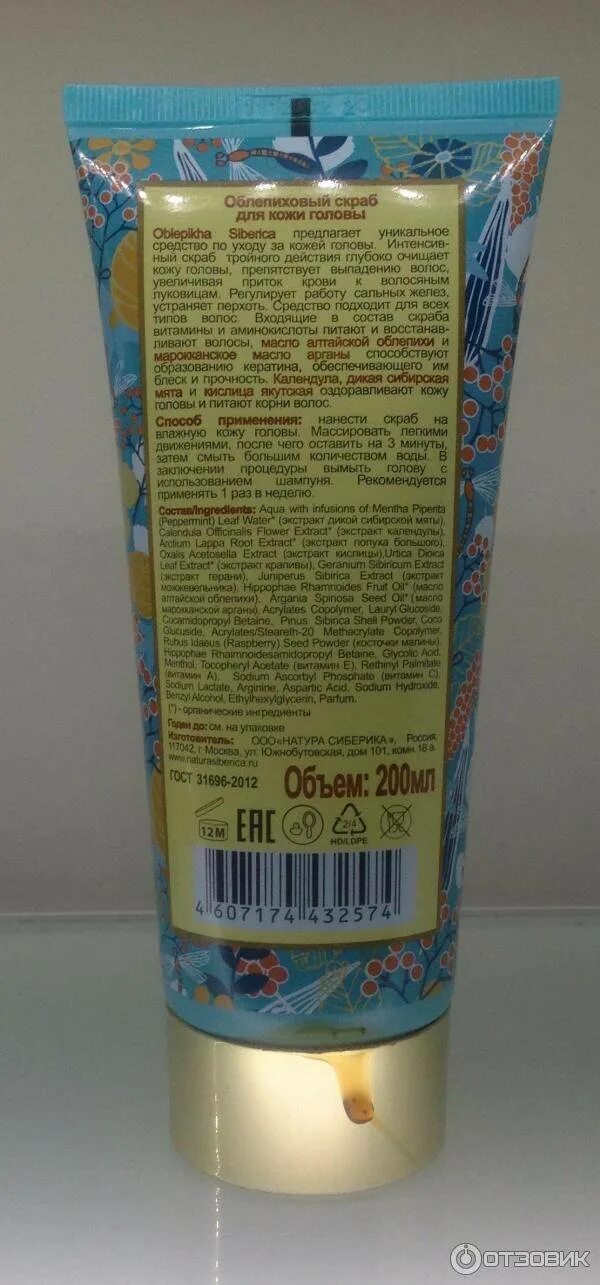 Облепиховый скраб
для кожи головы
Oblepikha Siberica предлагает уникальное
средство по уходу за кожей головы. Интенсив-
ный скраб тройного действия глубоко очищает
кожу головы, препятствует выпадению волос,
увеличивая приток крови к волосяным
луковицам. Регулирует работу сальных желез,
устраняет перхоть. Средство подходит для всех
типов волос. Входящие в состав скраба
витамины и аминокислоты питают и восстанав-
ливают волосы, масло алтайской облепихи и
марокканское масло арганы способствуют
образованию кератина, обеспечивающего им
блеск и прочность. Календула, дикая сибирская
мята и кислица якутская оздоравливают кожу
головы и питают корни волос.
Способ применения: нанести скраб на
влажную кожу головы. Массировать легкими
движениями, после чего оставить на 3 минуты,
затем смыть большим количеством воды. В
заключении процедуры вымыть голову с
использованием шампуня. Рекомендуется
применять 1 раз в неделю.
Состав/Ingredients: Aqua with infusions of Mentha Piperita
(Peppermint) Leaf Water* (экстракт дикой сибирской мяты),
Calendula Officinalis Flower Extract* (экстракт календулы),
Arctium Lappa Root Extract* (экстракт лопуха большого),
Oxalis Acetosella Extract (экстракт кислицы),Urtica Dioica
Leaf Extract* (экстракт крапивы), Geranium Sibiricum Extract
(экстракт герани), Juniperus Sibirica Extract (экстракт
можжевельника), Hippophae Rhamnoides Fruit Oil* (масло
алтайской облепихи), Argania Spinosa Seed Oil* (масло
марокканской арганы), Acrylates Copolymer, Lauryl Glucoside,
Cocamidopropyl Betaine, Pinus Sibirica Shell Powder, Coco
Glucuside, Acrylates/Steareth-20 Methacrylate Copolymer,
Rubus Idaeus (Raspberry) Seed Powder (косточки малины),
Hippophae Rhaimnoidesamidopropyl Betaine, Glycolic Acid,
Menthol, Tocopheryl Acetate (витамин Е), Rethinyl Palmitate
(витамин А), Sodium Ascorbyl Phosphate (витамин С),
Sodium Lactate, Arginine, Aspartic Acid, Sodium Hydroxide,
Benzyl Alcohol, Ethylhexylglycerin, Parfum.
(*) - органические ингредиенты
Годен до: см. на упаковке
Изготовитель: ООО«НАТУРА СИБЕРИКА», Россия,
117042, г. Москва, ул. Южнобутовская, дом 101, комн. 16 а
www.naturasiberica.ru
ГОСТ 31696-2012 Объем: 200мл
12M EAC 2/4
HD/LDPE
4 607174 432574
ОТЗОВИК